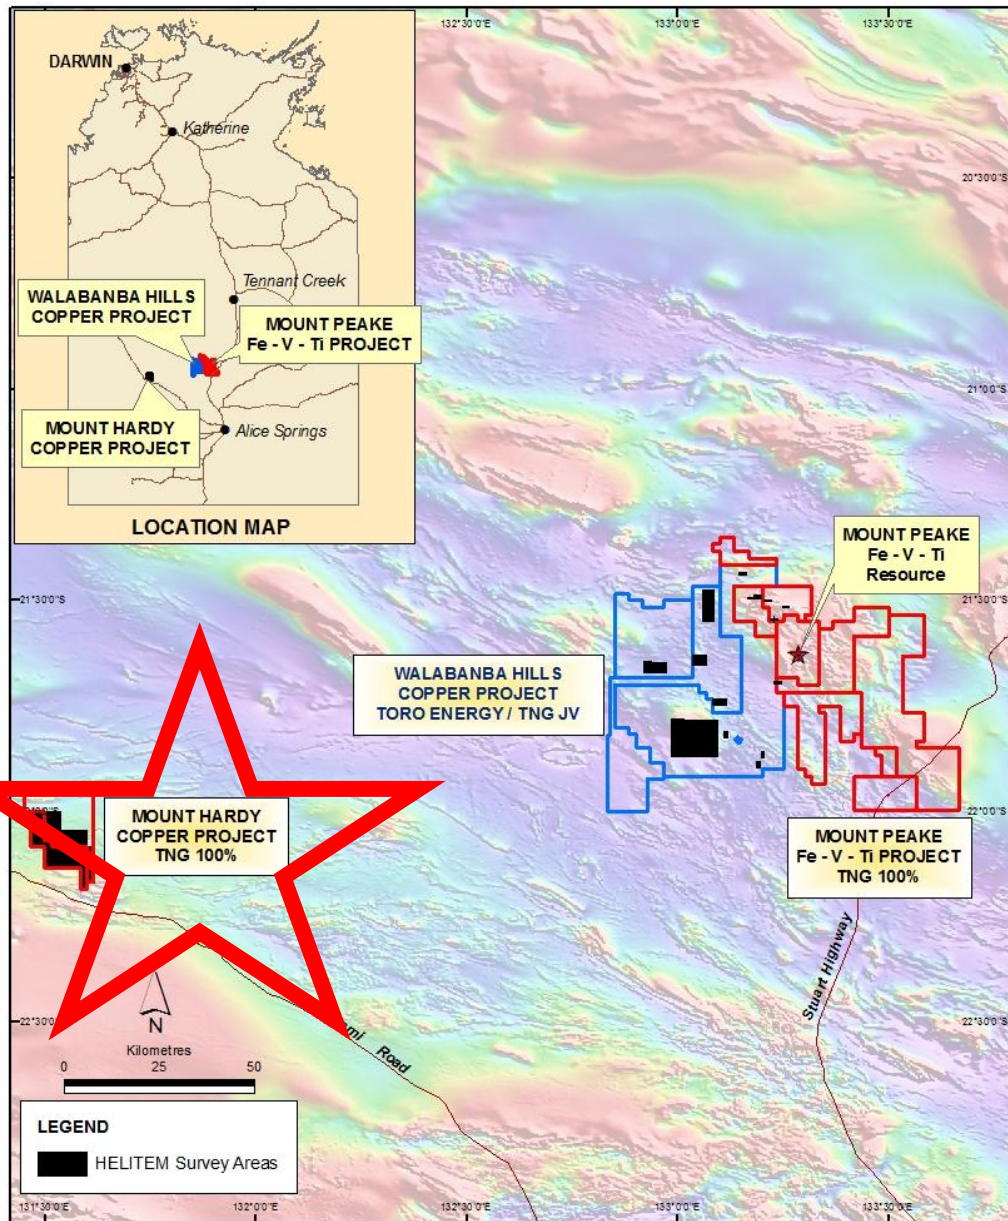 131°30'0"E
132°0'0"E
132°30'0"E
133°0'0"E
133°30'0"E
20°30'0"S
21°0'0"S
21°30'0"S
22°0'0"S
22°30'0"S
DARWIN
Katherine
Tennant Creek
WALABANBA HILLS
COPPER PROJECT
MOUNT PEAKE
Fe - V - Ti PROJECT
MOUNT HARDY
COPPER PROJECT
Alice Springs
LOCATION MAP
MOUNT PEAKE
Fe - V - Ti
Resource
WALABANBA HILLS
COPPER PROJECT
TORO ENERGY / TNG JV
MOUNT HARDY
COPPER PROJECT
TNG 100%
MOUNT PEAKE
Fe - V - Ti PROJECT
TNG 100%
Stuart Highway
Road
N
Kilometres
0 25 50
LEGEND
HELITEM Survey Areas
131°30'0"E
132°0'0"E
132°30'0"E
133°0'0"E
133°30'0"E